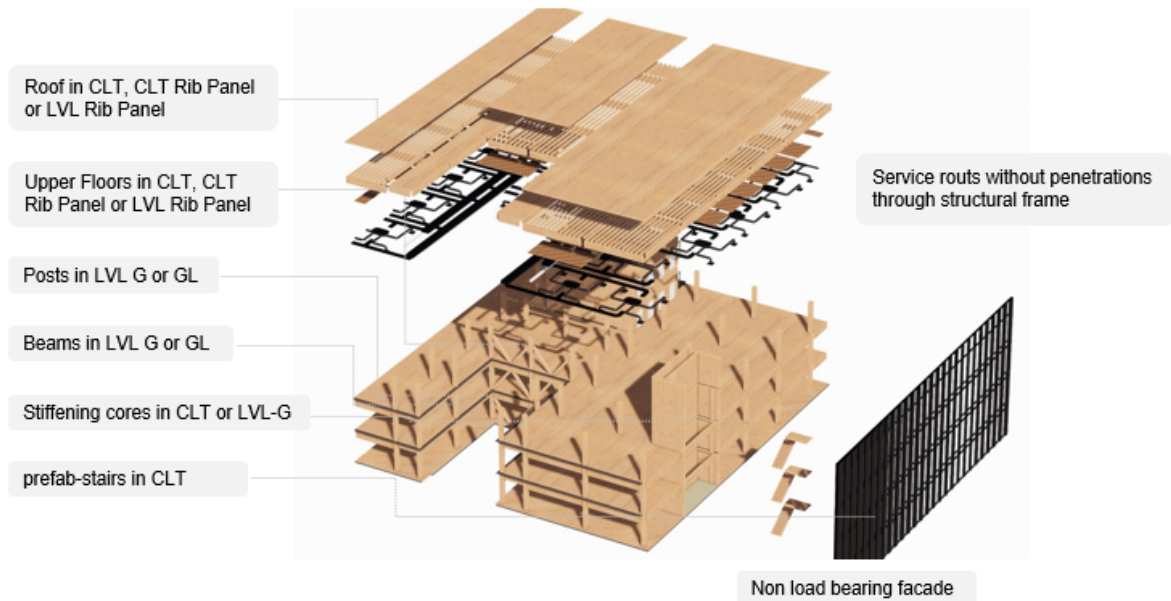 Roof in CLT, CLT Rib Panel
or LVL Rib Panel
Upper Floors in CLT, CLT
Rib Panel or LVL Rib Panel
Service routs without penetrations
through structural frame
Posts in LVL G or GL
Beams in LVL G or GL
Stiffening cores in CLT or LVL-G
prefab-stairs in CLT
Non load bearing facade